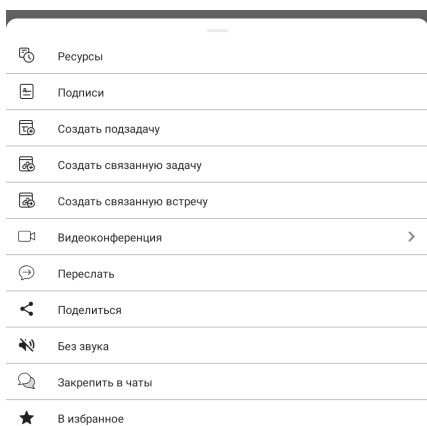 Ресурсы
Подписи
Создать подзадачу
Создать связанную задачу
Создать связанную встречу
Видеоконференция
Переслать
Поделиться
Без звука
Закрепить в чаты
В избранное